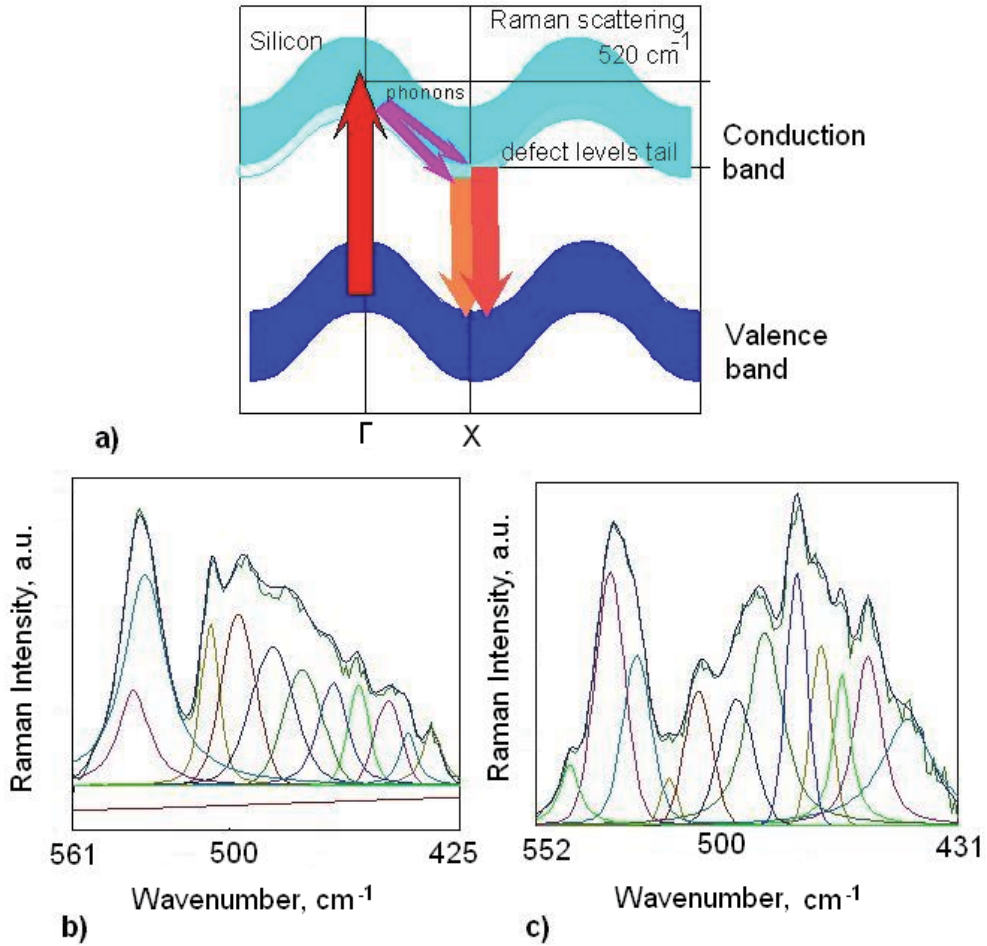 Silicon
Raman scattering
520 cm-1
phonons
defect levels tail
Conduction
band
Valence
band
Γ
X
a)
Raman Intensity, a.u.
561
500
425
Wavenumber, cm-1
b)
Raman Intensity, a.u.
552
500
431
Wavenumber, cm-1
c)